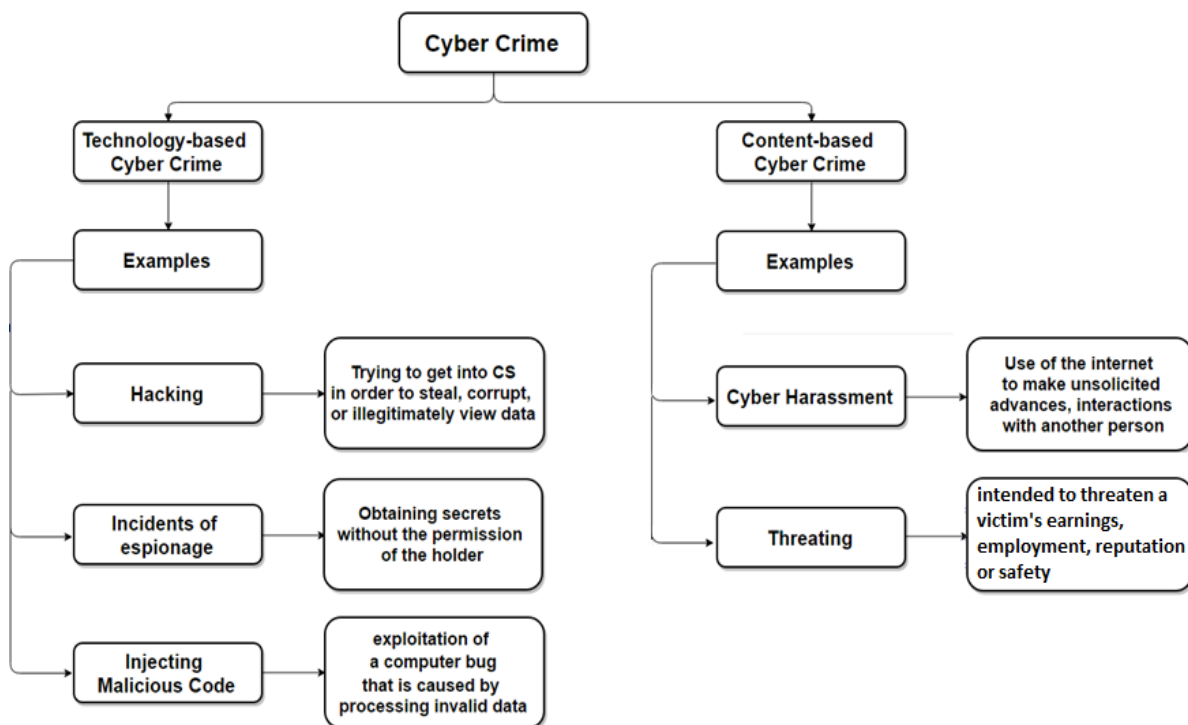 Cyber Crime
Technology-based
Cyber Crime
Content-based
Cyber Crime
Examples
Examples
Hacking
Trying to get into CS
in order to steal, corrupt,
or illegitimately view data
Cyber Harassment
Use of the internet
to make unsolicited
advances, interactions
with another person
Incidents of
espionage
Obtaining secrets
without the permission
of the holder
Threating
intended to threaten a
victim's earnings,
employment, reputation
or safety
Injecting
Malicious Code
exploitation of
a computer bug
that is caused by
processing invalid data